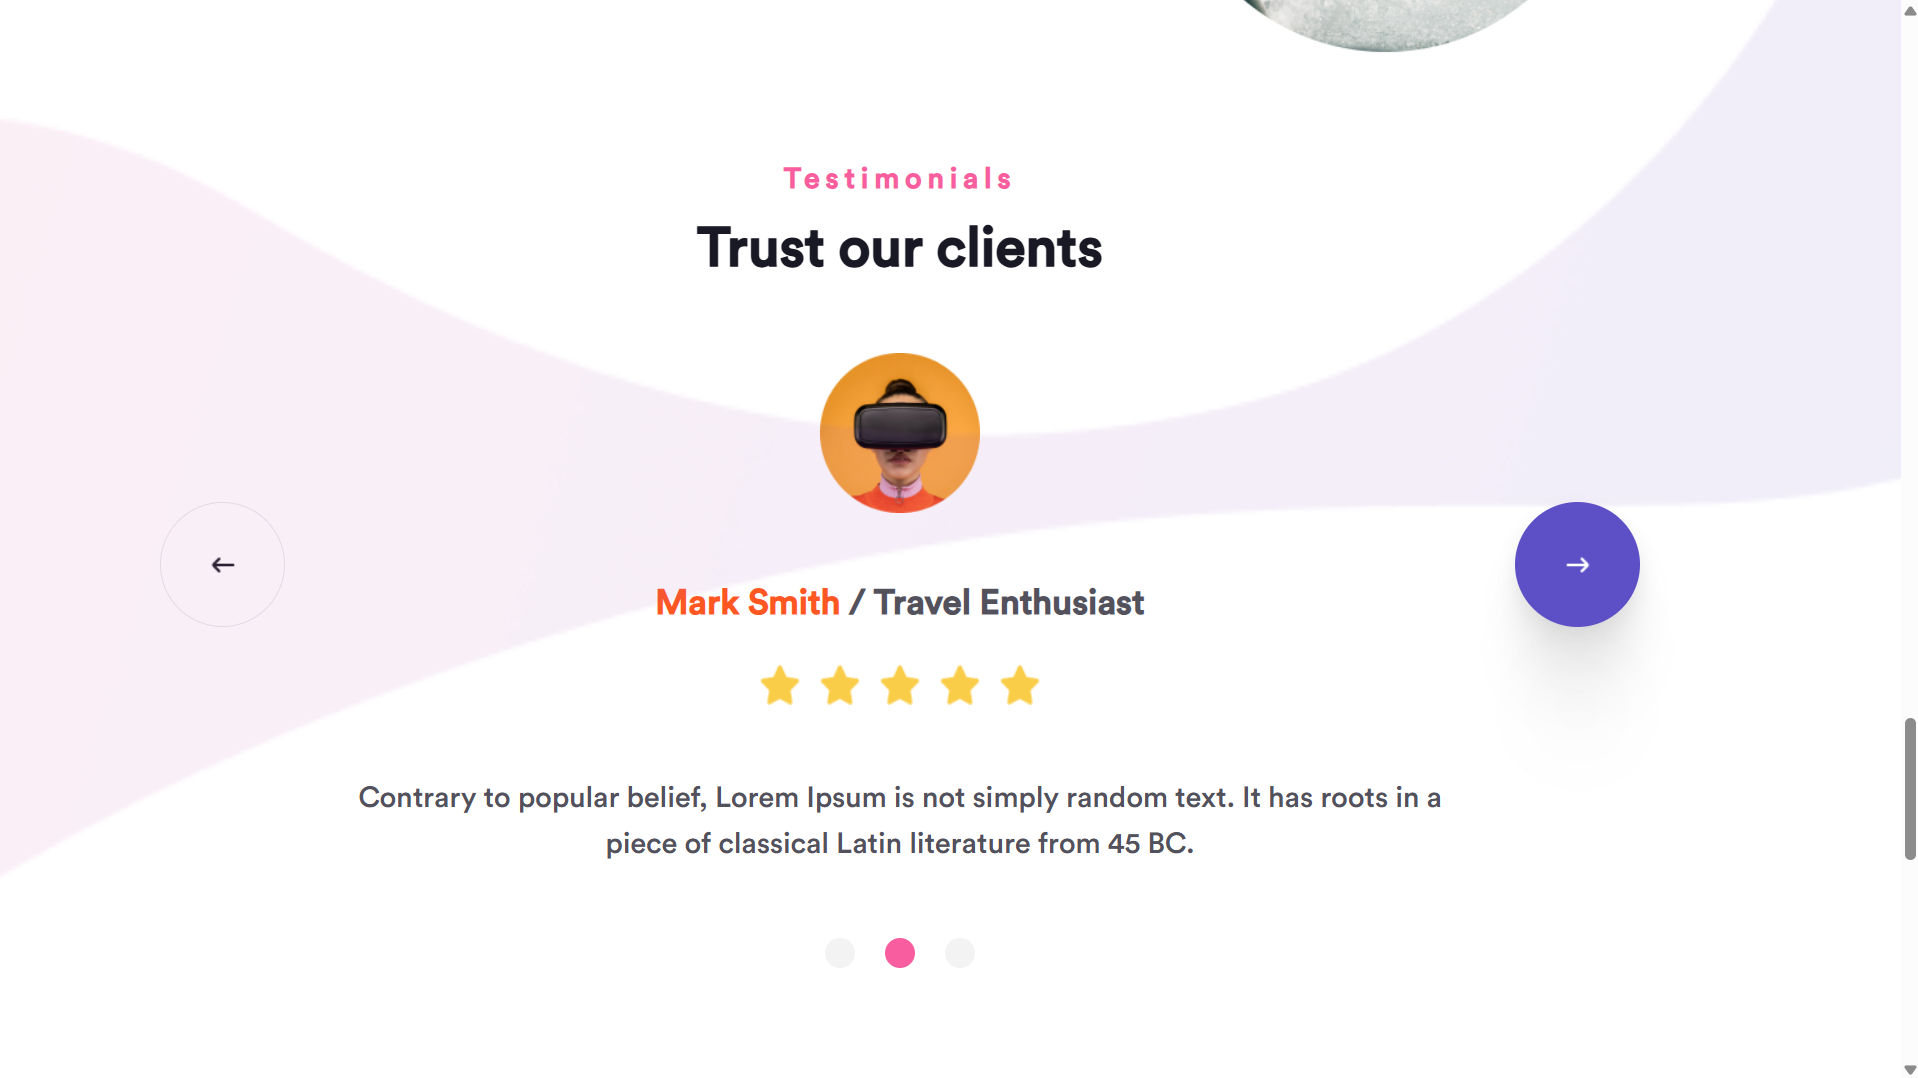 Testimonials
Trust our clients
Mark Smith / Travel Enthusiast
Contrary to popular belief, Lorem Ipsum is not simply random text. It has roots in a
piece of classical Latin literature from 45 BC.